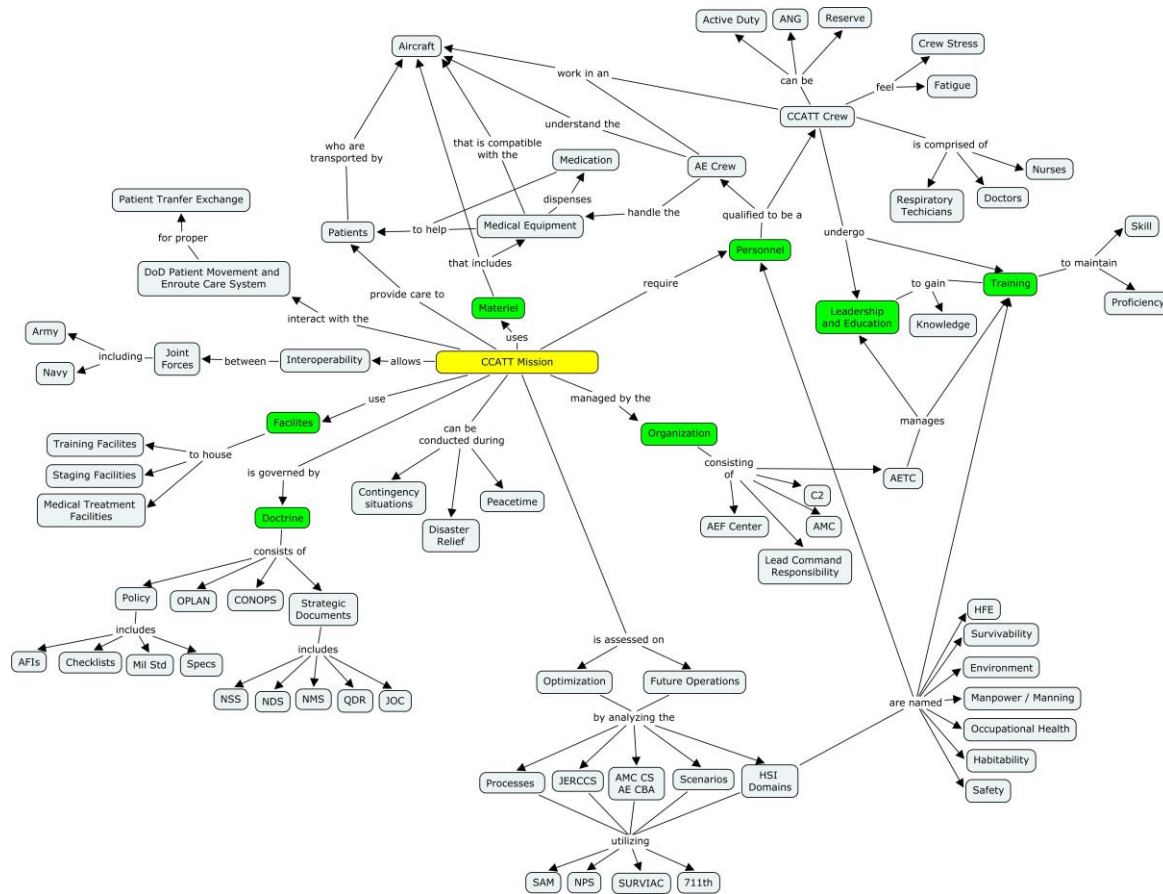 Active Duty
ANG
Reserve
Aircraft
Crew Stress
work in an
can be
feel
Fatigue
CCATT Crew
understand the
who are
transported by
that is compatible
with the
is comprised of
Medication
AE Crew
Nurses
Patient Tranfer Exchange
dispenses
Respiratory
Techicians
Doctors
handle the
qualified to be a
Patients
to help
Medical Equipment
Skill
for proper
undergo
Personnel
that includes
to maintain
DoD Patient Movement and
Enroute Care System
to gain
Training
require
provide care to
Materiel
Proficiency
Leadership
and Education
interact with the
Knowledge
Army
uses
including
Joint
Forces
between
Interoperability
allows
CCATT Mission
Navy
use
managed by the
Facilites
manages
can be
conducted during
Organization
Training Facilites
to house
Staging Facilities
is governed by
consisting
of
AETC
Contingency
situations
Peacetime
C2
Medical Treatment
Facilities
Doctrine
Disaster
Relief
AEF Center
AMC
consists of
Lead Command
Responsibility
Policy
OPLAN
CONOPS
Strategic
Documents
HFE
includes
is assessed on
Survivability
includes
AFIs
Checklists
Mil Std
Specs
Environment
Optimization
Future Operations
NSS
NDS
NMS
QDR
JOC
are named
Manpower / Manning
by analyzing the
Occupational Health
Habitability
Processes
JERCCS
AMC CS
AE CBA
Scenarios
HSI
Domains
Safety
utilizing
SAM
NPS
SURVIAC
711th